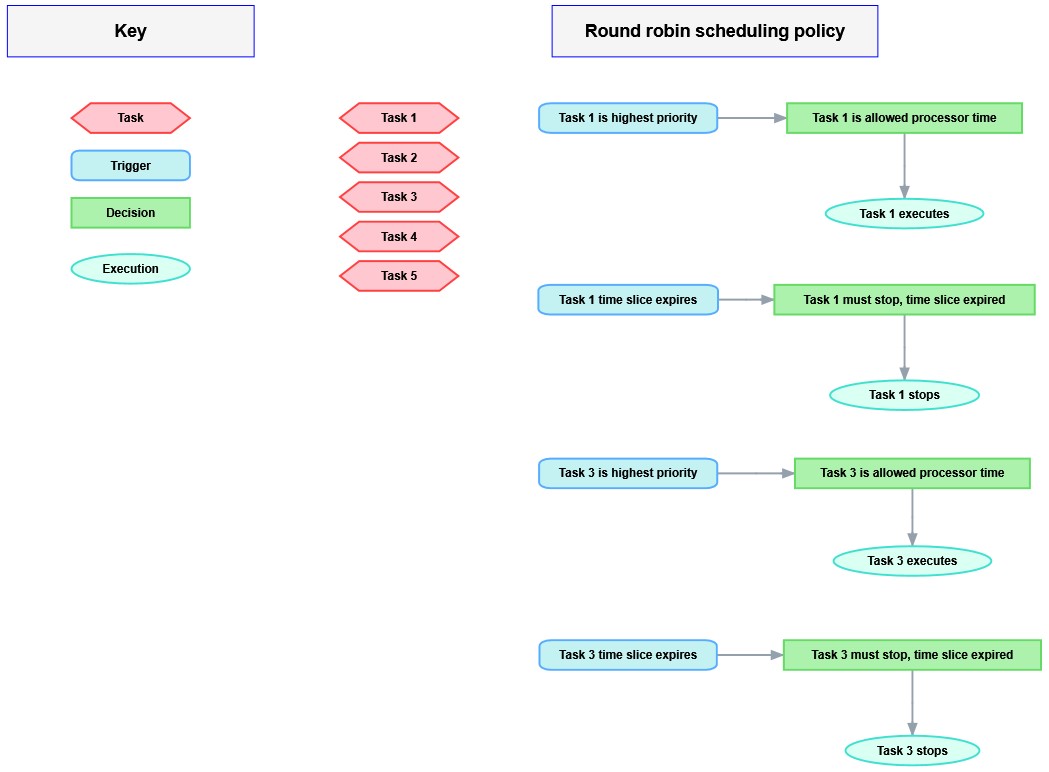 Key
Task
Trigger
Decision
Execution
Task 1
Task 2
Task 3
Task 4
Task 5
Round robin scheduling policy
Task 1 is highest priority
Task 1 is allowed processor time
Task 1 executes
Task 1 time slice expires
Task 1 must stop, time slice expired
Task 1 stops
Task 3 is highest priority
Task 3 is allowed processor time
Task 3 executes
Task 3 time slice expires
Task 3 must stop, time slice expired
Task 3 stops